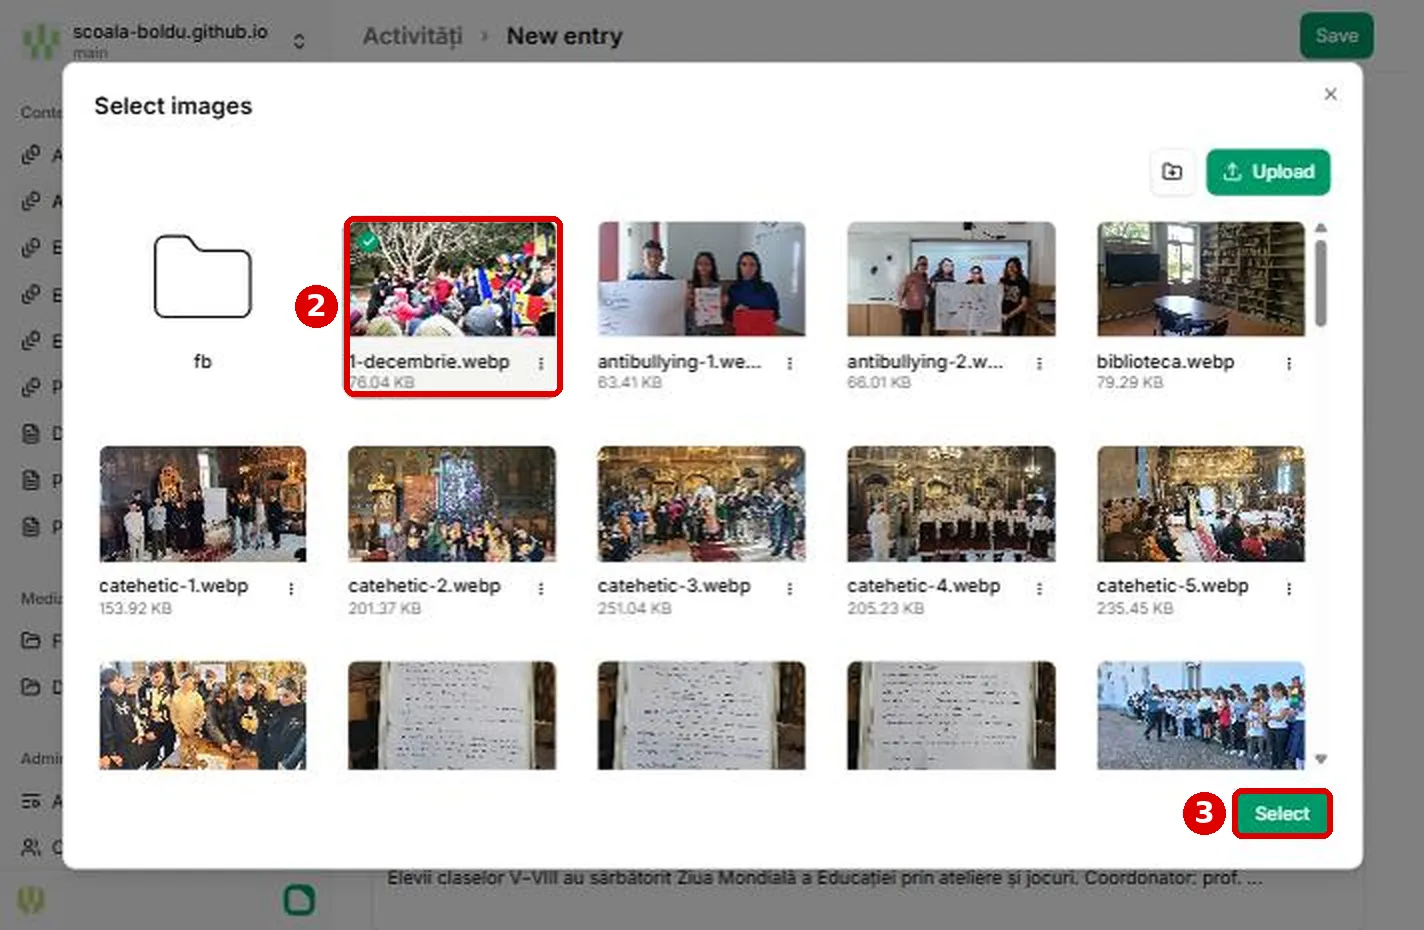 scoala-boldu.github.io
main
Activități › New entry
Save
Select images
Upload
2
fb
1-decembrie.webp
76.04 KB
antibullying-1.we...
63.41 KB
antibullying-2.w...
66.01 KB
biblioteca.webp
79.29 KB
catehetic-1.webp
153.92 KB
catehetic-2.webp
201.37 KB
catehetic-3.webp
251.04 KB
catehetic-4.webp
205.23 KB
catehetic-5.webp
235.45 KB
3
Select
Conte
A
A
E
E
E
P
D
P
P
Media
F
D
Admi
A
C
Elevii claselor V–VIII au sărbătorit Ziua Mondială a Educației prin ateliere și jocuri. Coordonator: prof. ...